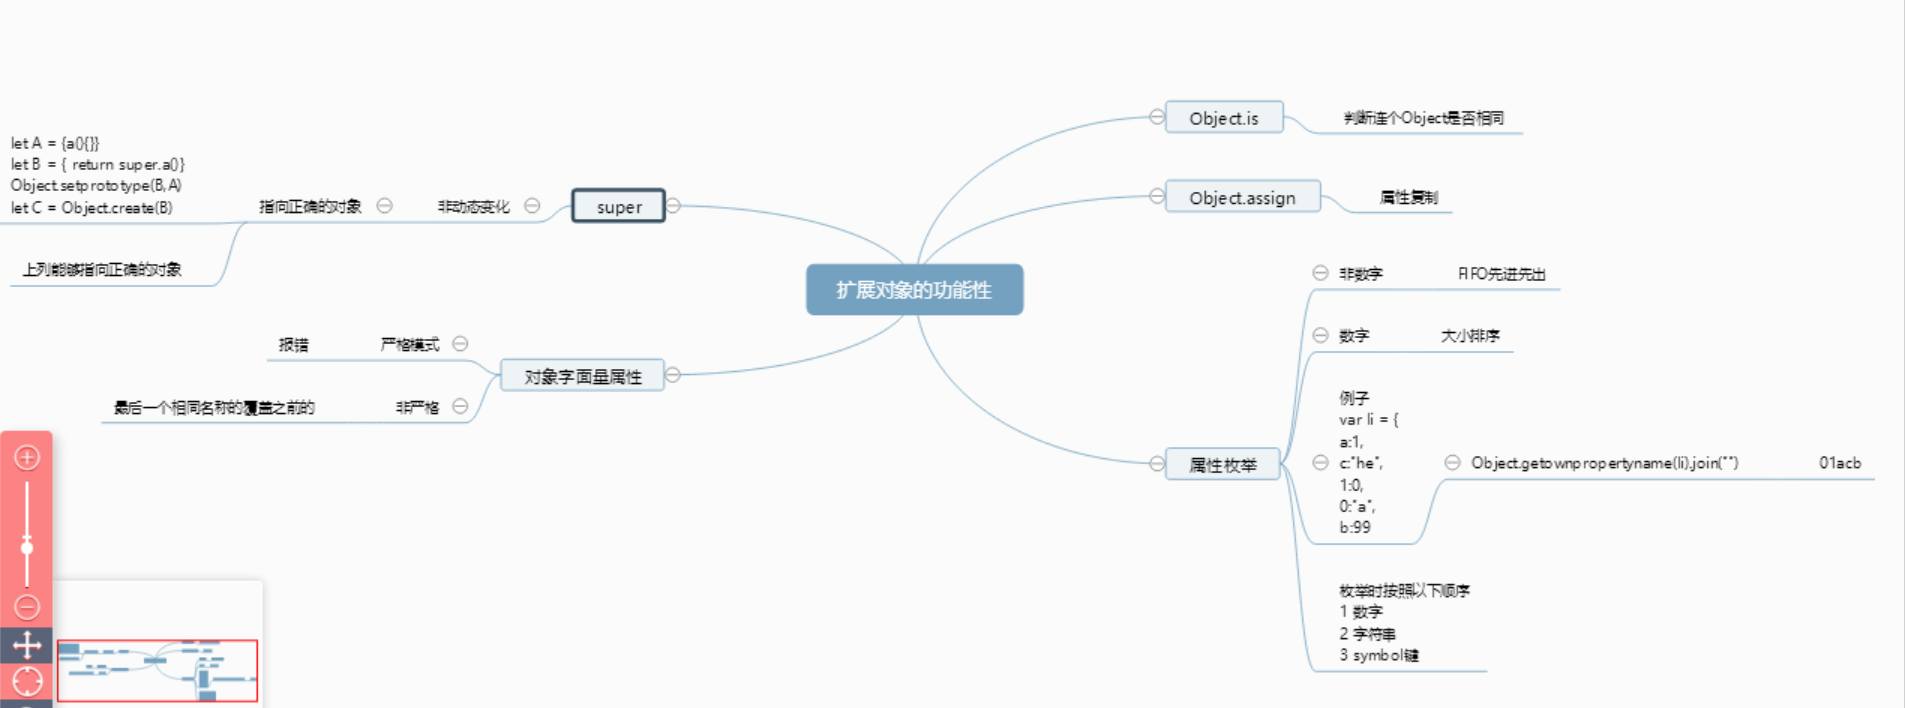 扩展对象的功能性
Object.is
判断连个Object是否相同
Object.assign
属性复制
属性枚举
非数字
FIFO先进先出
数字
大小排序
例子
var li = {
a:1,
c:"he",
1:0,
0:"a",
b:99
Object.getownpropertyname(li).join("")
01acb
枚举时按照以下顺序
1 数字
2 字符串
3 symbol键
super
非动态变化
指向正确的对象
let A = {a(){}}
let B = { return super.a()}
Object.setprototype(B,A)
let C = Object.create(B)
上列能够指向正确的对象
对象字面量属性
严格模式
报错
非严格
最后一个相同名称的覆盖之前的